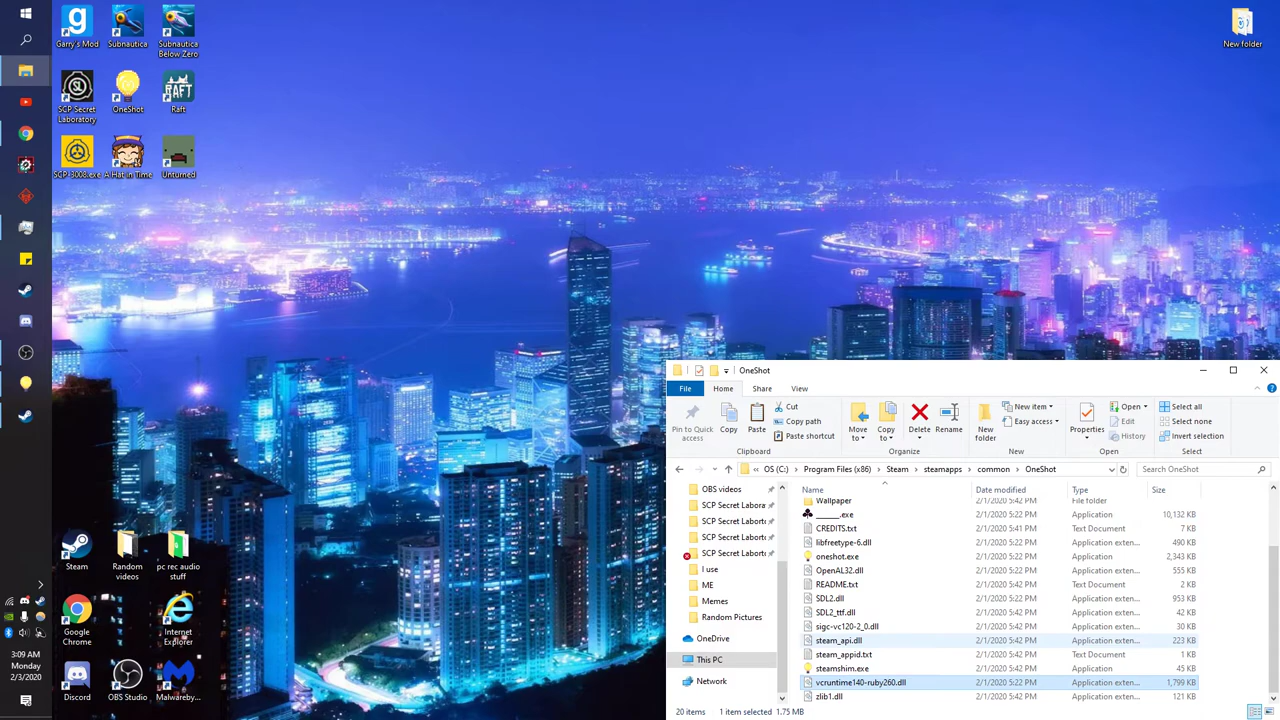 Garry's Mod
Subnautica
Subnautica
Below Zero
SCP Secret
Laboratory
OneShot
Raft
SCP-3008.exe
A Hat in Time
Unturned
New folder
Steam
Random
videos
pc rec audio
stuff
Google
Chrome
Internet
Explorer
Discord
OBS Studio
Malwareby...
3:09 AM
Monday
2/3/2020
OneShot
File
Home
Share
View
Pin to Quick
access
Copy
Paste
Cut
Copy path
Paste shortcut
Clipboard
Move
to
Copy
to
Delete
Rename
Organize
New
folder
New item
Easy access
New
Properties
Open
Edit
History
Open
Select all
Select none
Invert selection
Select
« OS (C:) > Program Files (x86) > Steam > steamapps > common > OneShot
Search OneShot
OBS videos
SCP Secret Labora
SCP Secret Labort
SCP Secret Labort
SCP Secret Labort
I use
ME
Memes
Random Pictures
OneDrive
This PC
Network
Name Date modified Type Size
Wallpaper 2/1/2020 5:42 PM File folder
______.exe 2/1/2020 5:22 PM Application 10,132 KB
CREDITS.txt 2/1/2020 5:41 PM Text Document 7 KB
libfreetype-6.dll 2/1/2020 5:42 PM Application exten... 490 KB
oneshot.exe 2/1/2020 5:22 PM Application 2,343 KB
OpenAL32.dll 2/1/2020 5:22 PM Application exten... 555 KB
README.txt 2/1/2020 5:42 PM Text Document 2 KB
SDL2.dll 2/1/2020 5:22 PM Application exten... 953 KB
SDL2_ttf.dll 2/1/2020 5:42 PM Application exten... 42 KB
sigc-vc120-2_0.dll 2/1/2020 5:42 PM Application exten... 30 KB
steam_api.dll 2/1/2020 5:42 PM Application exten... 223 KB
steam_appid.txt 2/1/2020 5:42 PM Text Document 1 KB
steamshim.exe 2/1/2020 5:42 PM Application 45 KB
vcruntime140-ruby260.dll 2/1/2020 5:22 PM Application exten... 1,799 KB
zlib1.dll 2/1/2020 5:42 PM Application exten... 121 KB
20 items 1 item selected 1.75 MB